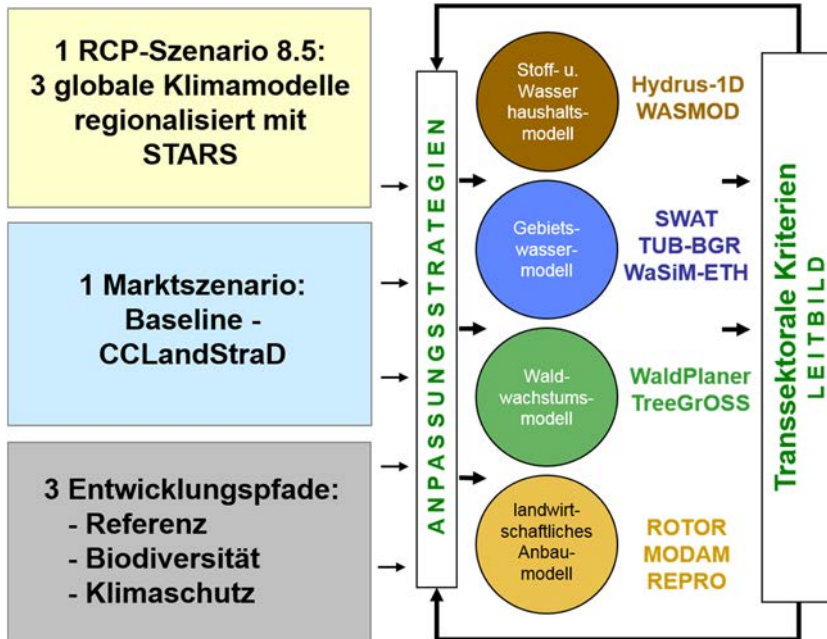 1 RCP-Szenario 8.5:
3 globale Klimamodelle
regionalisiert mit
STARS
1 Marktszenario:
Baseline -
CCLandStraD
3 Entwicklungspfade:
- Referenz
- Biodiversität
- Klimaschutz
ANPASSUNGSSTRATEGIEN
Stoff- u.
Wasser
haushalts-
modell
Hydrus-1D
WASMOD
Gebiets-
wasser-
modell
SWAT
TUB-BGR
WaSiM-ETH
Wald-
wachstums-
modell
WaldPlaner
TreeGrOSS
landwirt-
schaftliches
Anbau-
modell
ROTOR
MODAM
REPRO
Transsektorale Kriterien
LEITBILD